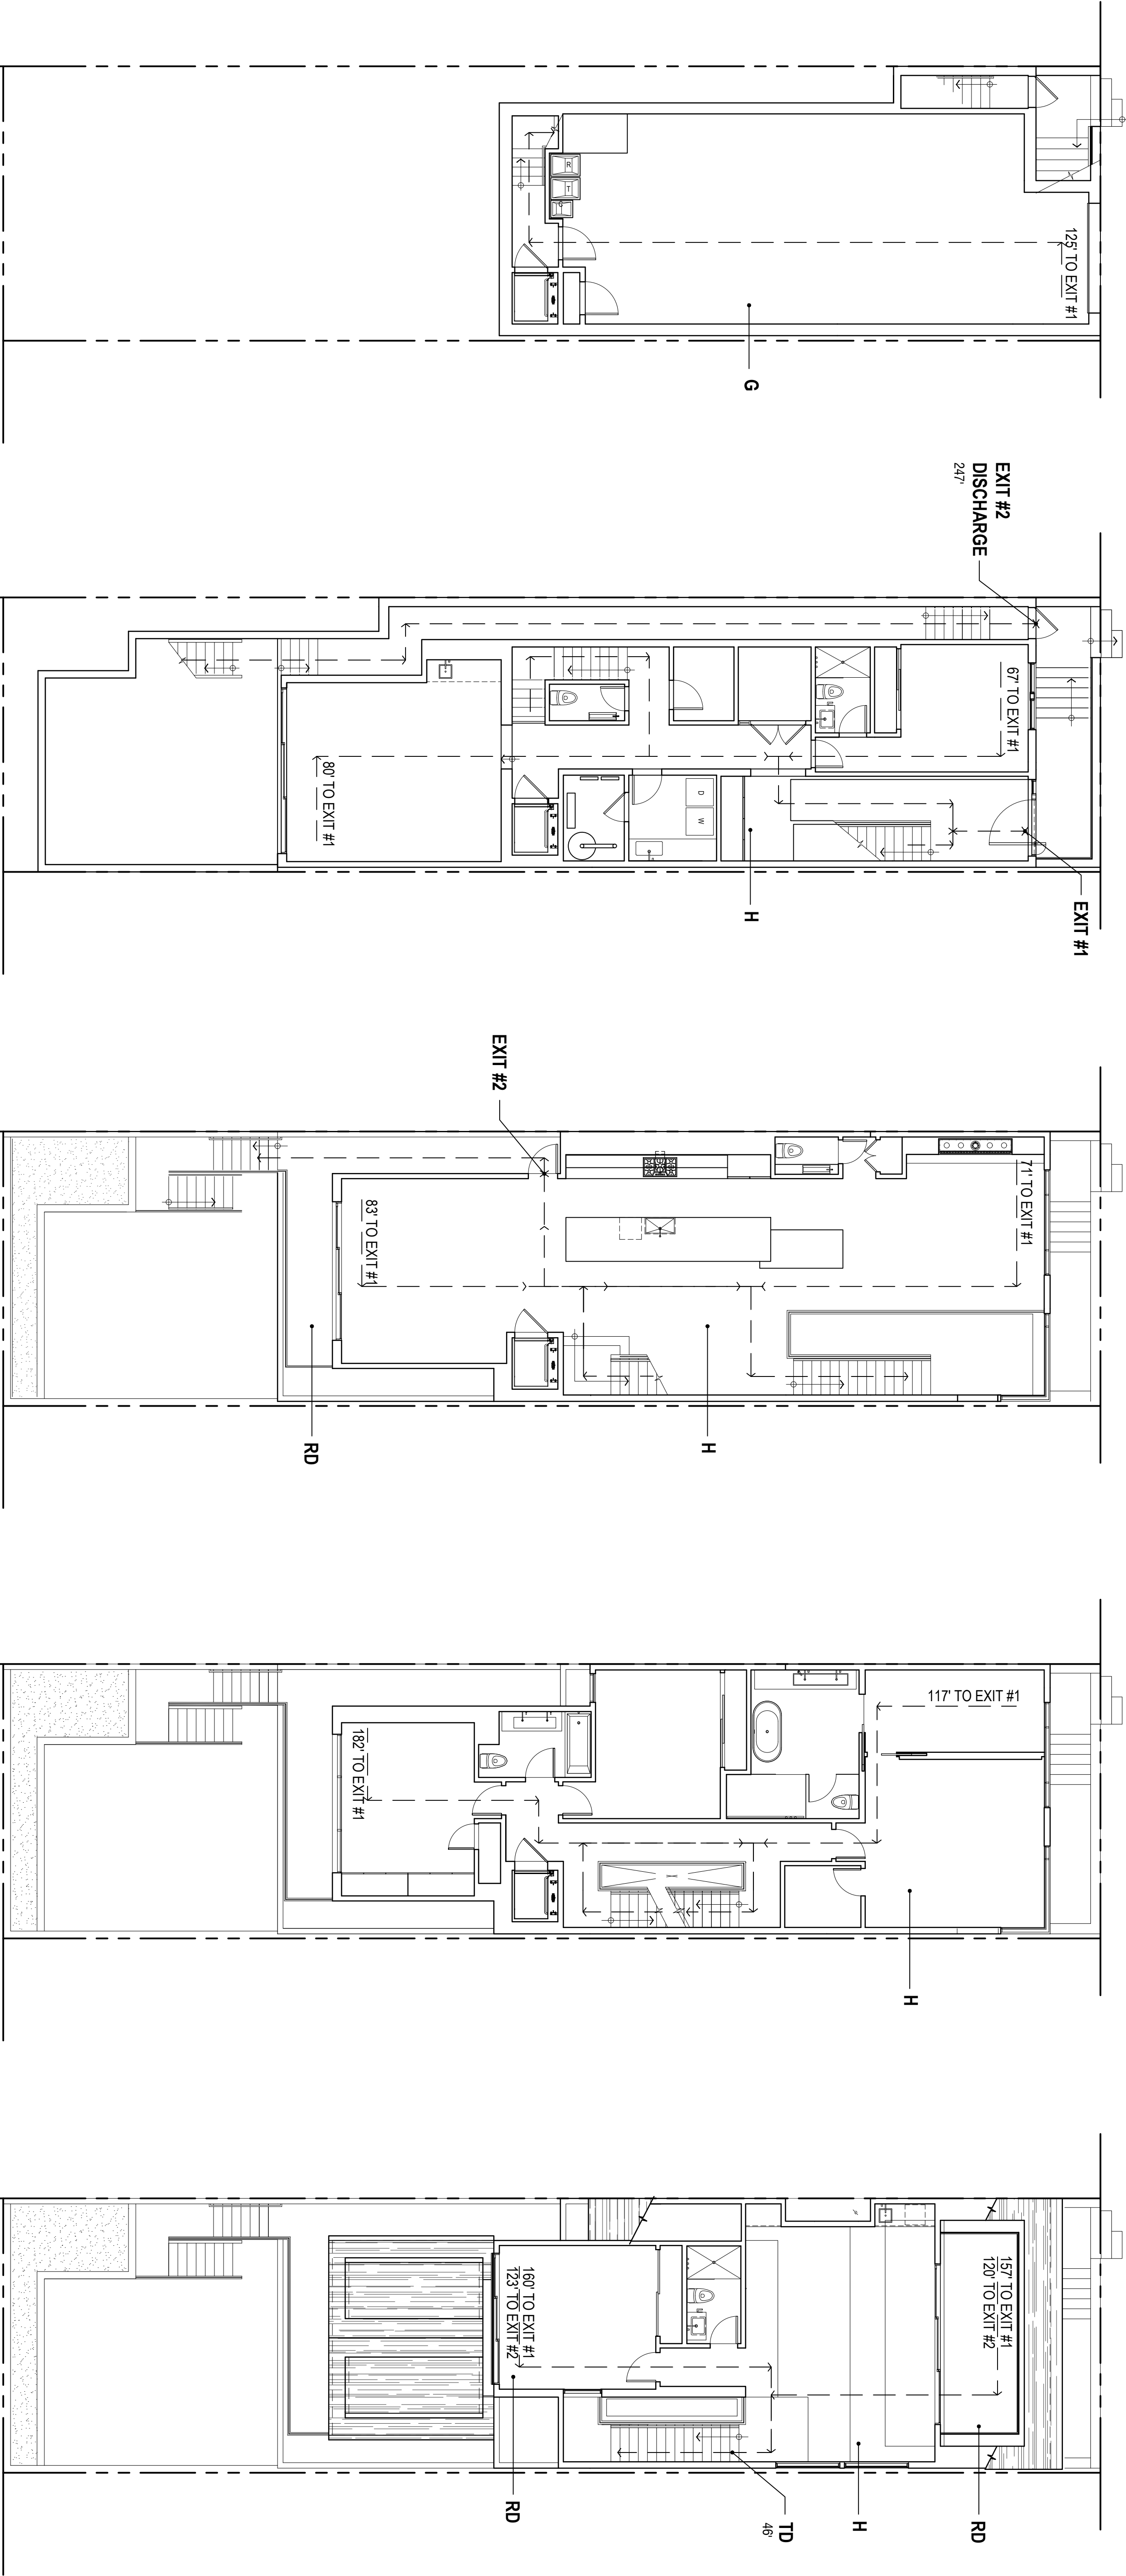 125' TO EXIT #1
R
T
G
EXIT #2
DISCHARGE
247'
67' TO EXIT #1
80' TO EXIT #1
D
W
H
EXIT #1
EXIT #2
71' TO EXIT #1
83' TO EXIT #1
H
RD
117' TO EXIT #1
182' TO EXIT #1
H
157' TO EXIT #1
120' TO EXIT #2
160' TO EXIT #1
123' TO EXIT #2
RD
H
TD
46'
RD